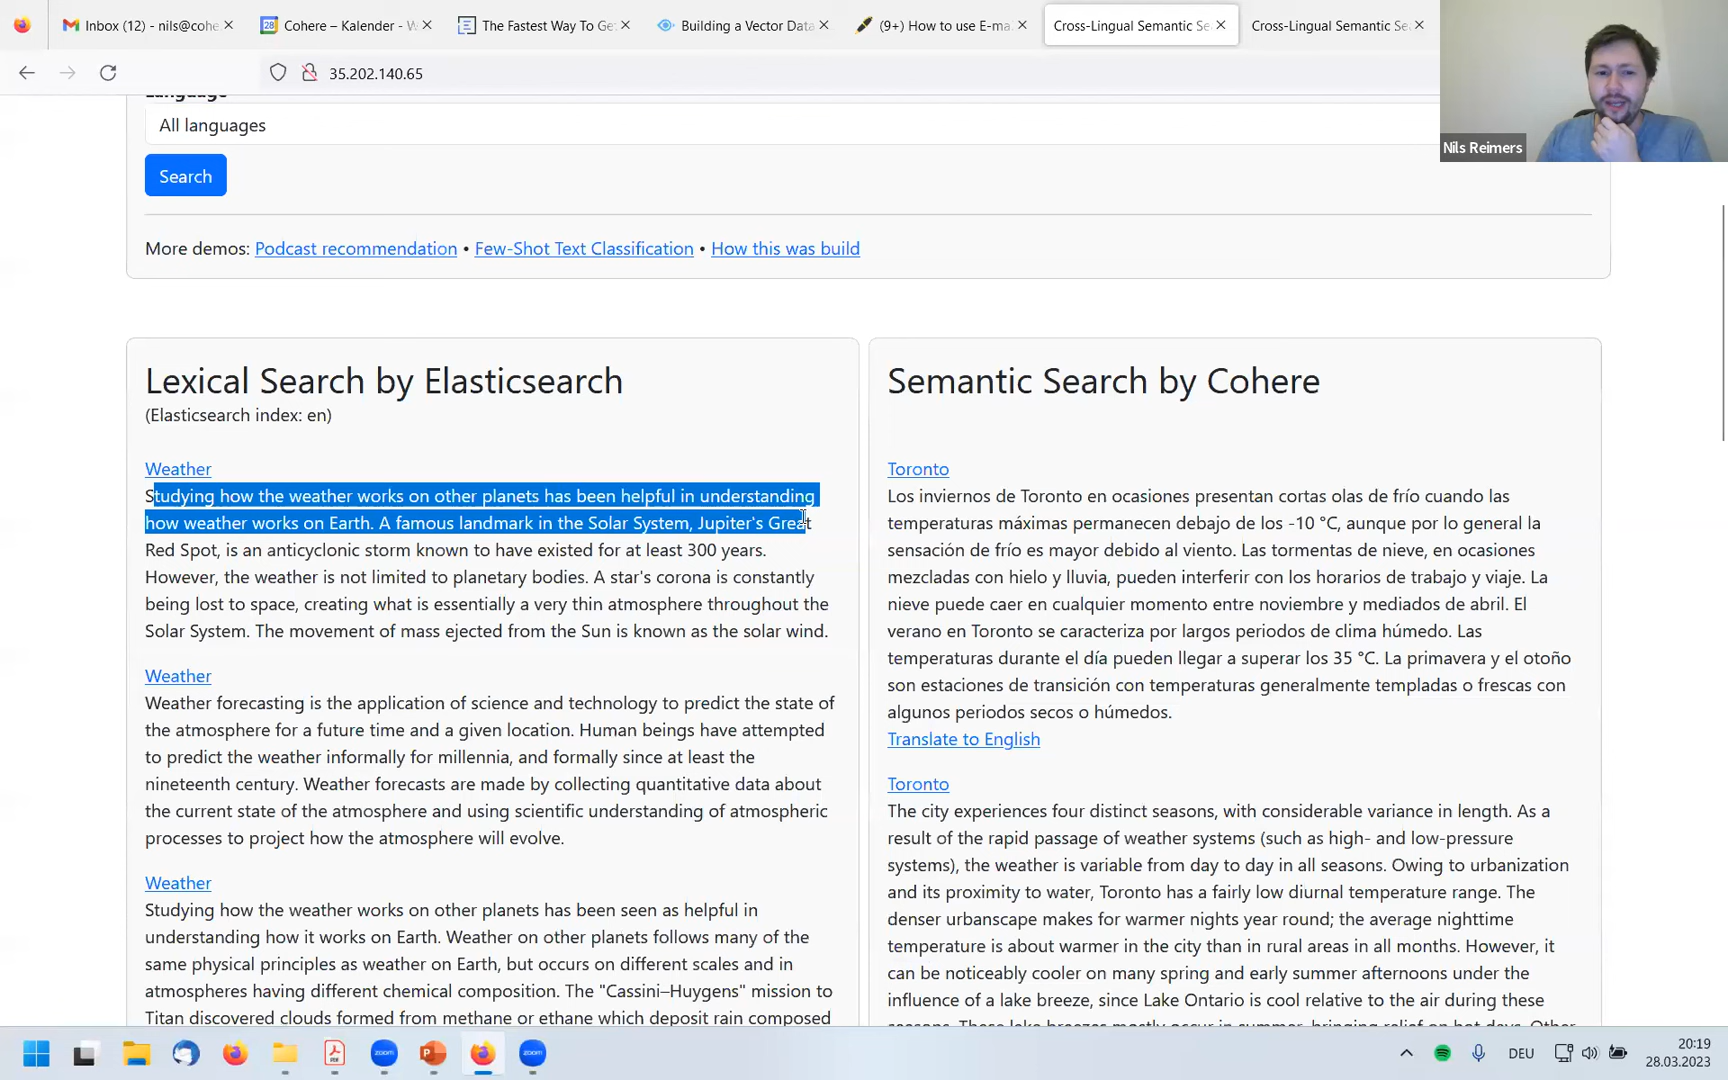 Inbox (12) - nils@cohe
Cohere – Kalender - W
The Fastest Way To Ge
Building a Vector Data
(9+) How to use E-ma
Cross-Lingual Semantic Se
Cross-Lingual Semantic Se
35.202.140.65
Nils Reimers
Language
All languages
Search
More demos: Podcast recommendation • Few-Shot Text Classification • How this was build
Lexical Search by Elasticsearch
(Elasticsearch index: en)
Weather
Studying how the weather works on other planets has been helpful in understanding
how weather works on Earth. A famous landmark in the Solar System, Jupiter's Great
Red Spot, is an anticyclonic storm known to have existed for at least 300 years.
However, the weather is not limited to planetary bodies. A star's corona is constantly
being lost to space, creating what is essentially a very thin atmosphere throughout the
Solar System. The movement of mass ejected from the Sun is known as the solar wind.
Weather
Weather forecasting is the application of science and technology to predict the state of
the atmosphere for a future time and a given location. Human beings have attempted
to predict the weather informally for millennia, and formally since at least the
nineteenth century. Weather forecasts are made by collecting quantitative data about
the current state of the atmosphere and using scientific understanding of atmospheric
processes to project how the atmosphere will evolve.
Weather
Studying how the weather works on other planets has been seen as helpful in
understanding how it works on Earth. Weather on other planets follows many of the
same physical principles as weather on Earth, but occurs on different scales and in
atmospheres having different chemical composition. The "Cassini–Huygens" mission to
Titan discovered clouds formed from methane or ethane which deposit rain composed
Semantic Search by Cohere
Toronto
Los inviernos de Toronto en ocasiones presentan cortas olas de frío cuando las
temperaturas máximas permanecen debajo de los -10 °C, aunque por lo general la
sensación de frío es mayor debido al viento. Las tormentas de nieve, en ocasiones
mezcladas con hielo y lluvia, pueden interferir con los horarios de trabajo y viaje. La
nieve puede caer en cualquier momento entre noviembre y mediados de abril. El
verano en Toronto se caracteriza por largos periodos de clima húmedo. Las
temperaturas durante el día pueden llegar a superar los 35 °C. La primavera y el otoño
son estaciones de transición con temperaturas generalmente templadas o frescas con
algunos periodos secos o húmedos.
Translate to English
Toronto
The city experiences four distinct seasons, with considerable variance in length. As a
result of the rapid passage of weather systems (such as high- and low-pressure
systems), the weather is variable from day to day in all seasons. Owing to urbanization
and its proximity to water, Toronto has a fairly low diurnal temperature range. The
denser urbanscape makes for warmer nights year round; the average nighttime
temperature is about warmer in the city than in rural areas in all months. However, it
can be noticeably cooler on many spring and early summer afternoons under the
influence of a lake breeze, since Lake Ontario is cool relative to the air during these
seasons. These lake breezes mostly occur in summer, bringing relief on hot days. Other
zoom
zoom
DEU
20:19
28.03.2023